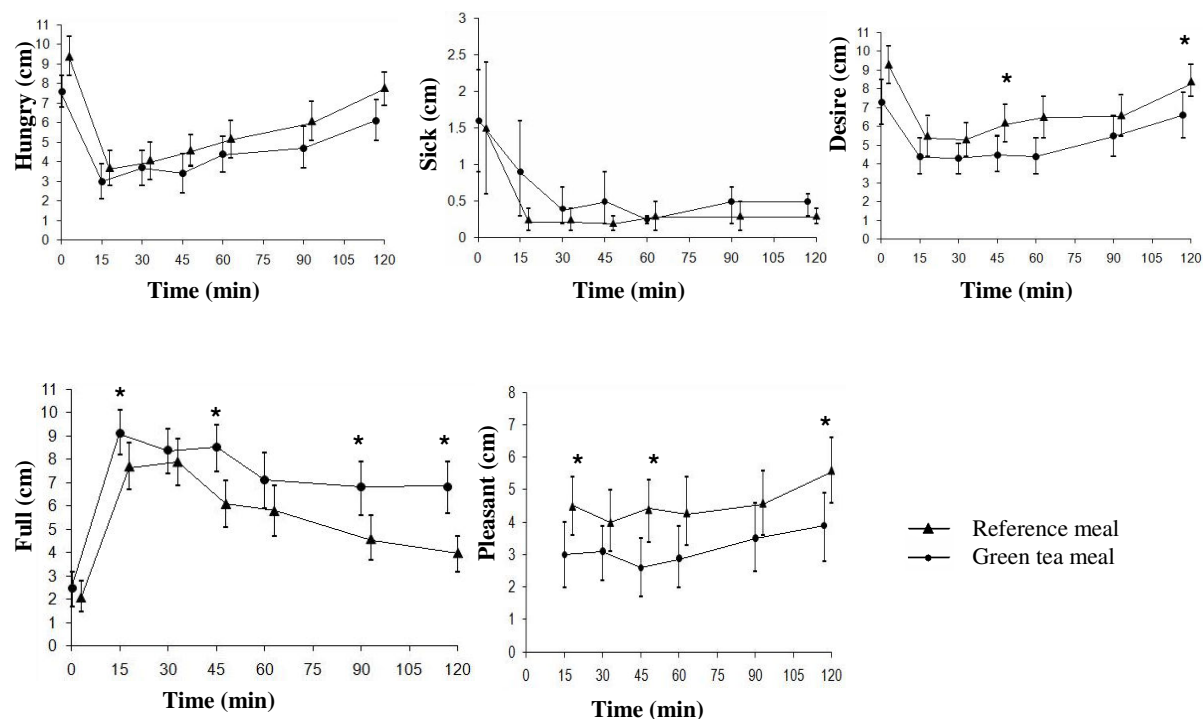 11
10
9
8
7
6
5
4
3
2
1
0
Hungry (cm)
0 15 30 45 60 75 90 105 120
Time (min)
3
2.5
2
1.5
1
0.5
0
Sick (cm)
0 15 30 45 60 75 90 105 120
Time (min)
11
10
9
8
7
6
5
4
3
2
1
0
Desire (cm)
* *
0 15 30 45 60 75 90 105 120
Time (min)
11
10
9
8
7
6
5
4
3
2
1
0
Full (cm)
* * * *
0 15 30 45 60 75 90 105 120
Time (min)
8
7
6
5
4
3
2
1
0
Pleasant (cm)
* * *
0 15 30 45 60 75 90 105 120
Time (min)
Reference meal
Green tea meal